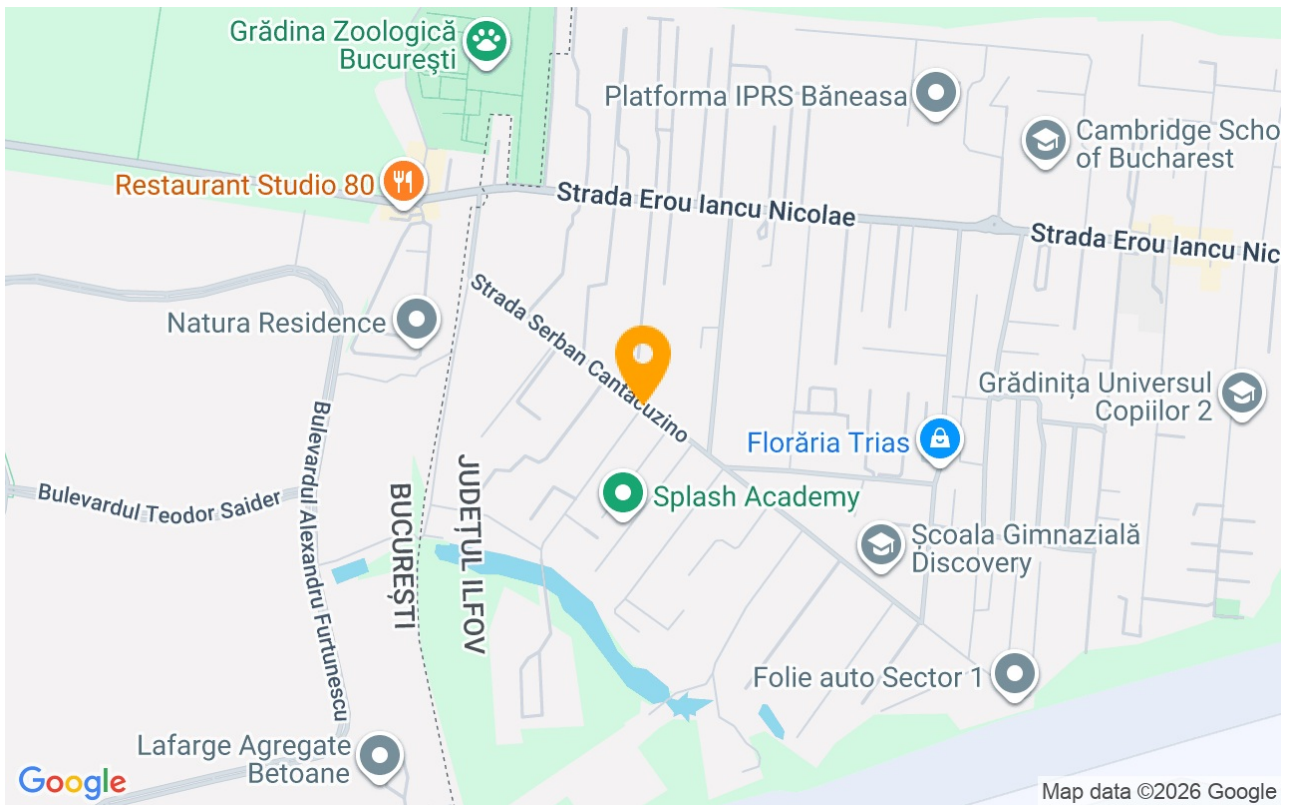 Grădina Zoologică
Bucureşti
Platforma IPRS Băneasa
Cambridge Scho
of Bucharest
Restaurant Studio 80
Strada Erou Iancu Nicolae
Strada Erou Iancu Nic
Strada Serban Cantacuzino
Natura Residence
Grădinița Universul
Copiilor 2
Florăria Trias
Bulevardul Alexandru Furtunescu
Bulevardul Teodor Saider
BUCUREȘTI
JUDEȚUL ILFOV
Splash Academy
Școala Gimnazială
Discovery
Folie auto Sector 1
Lafarge Agregate
Betoane
Google
Map data ©2026 Google